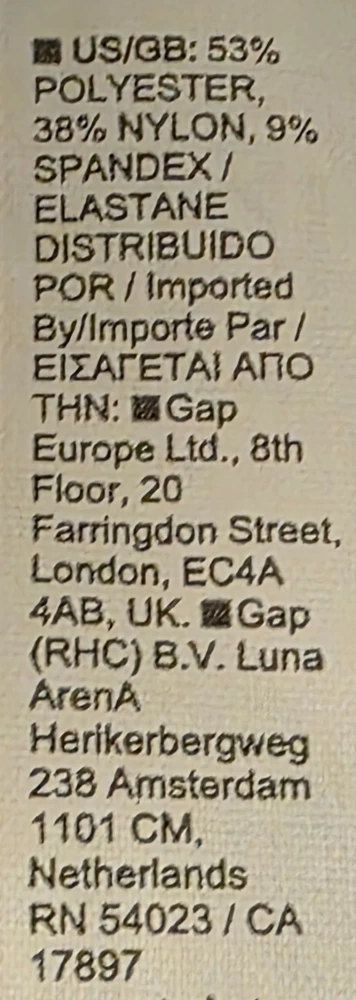 US/GB: 53%
POLYESTER,
38% NYLON, 9%
SPANDEX /
ELASTANE
DISTRIBUIDO
POR / Imported
By/Importe Par /
ΕΙΣΑΓΕΤΑΙ ΑΠΟ
ΤΗΝ: Gap
Europe Ltd., 8th
Floor, 20
Farringdon Street,
London, EC4A
4AB, UK. Gap
(RHC) B.V. Luna
ArenA
Herikerbergweg
238 Amsterdam
1101 CM,
Netherlands
RN 54023 / CA
17897